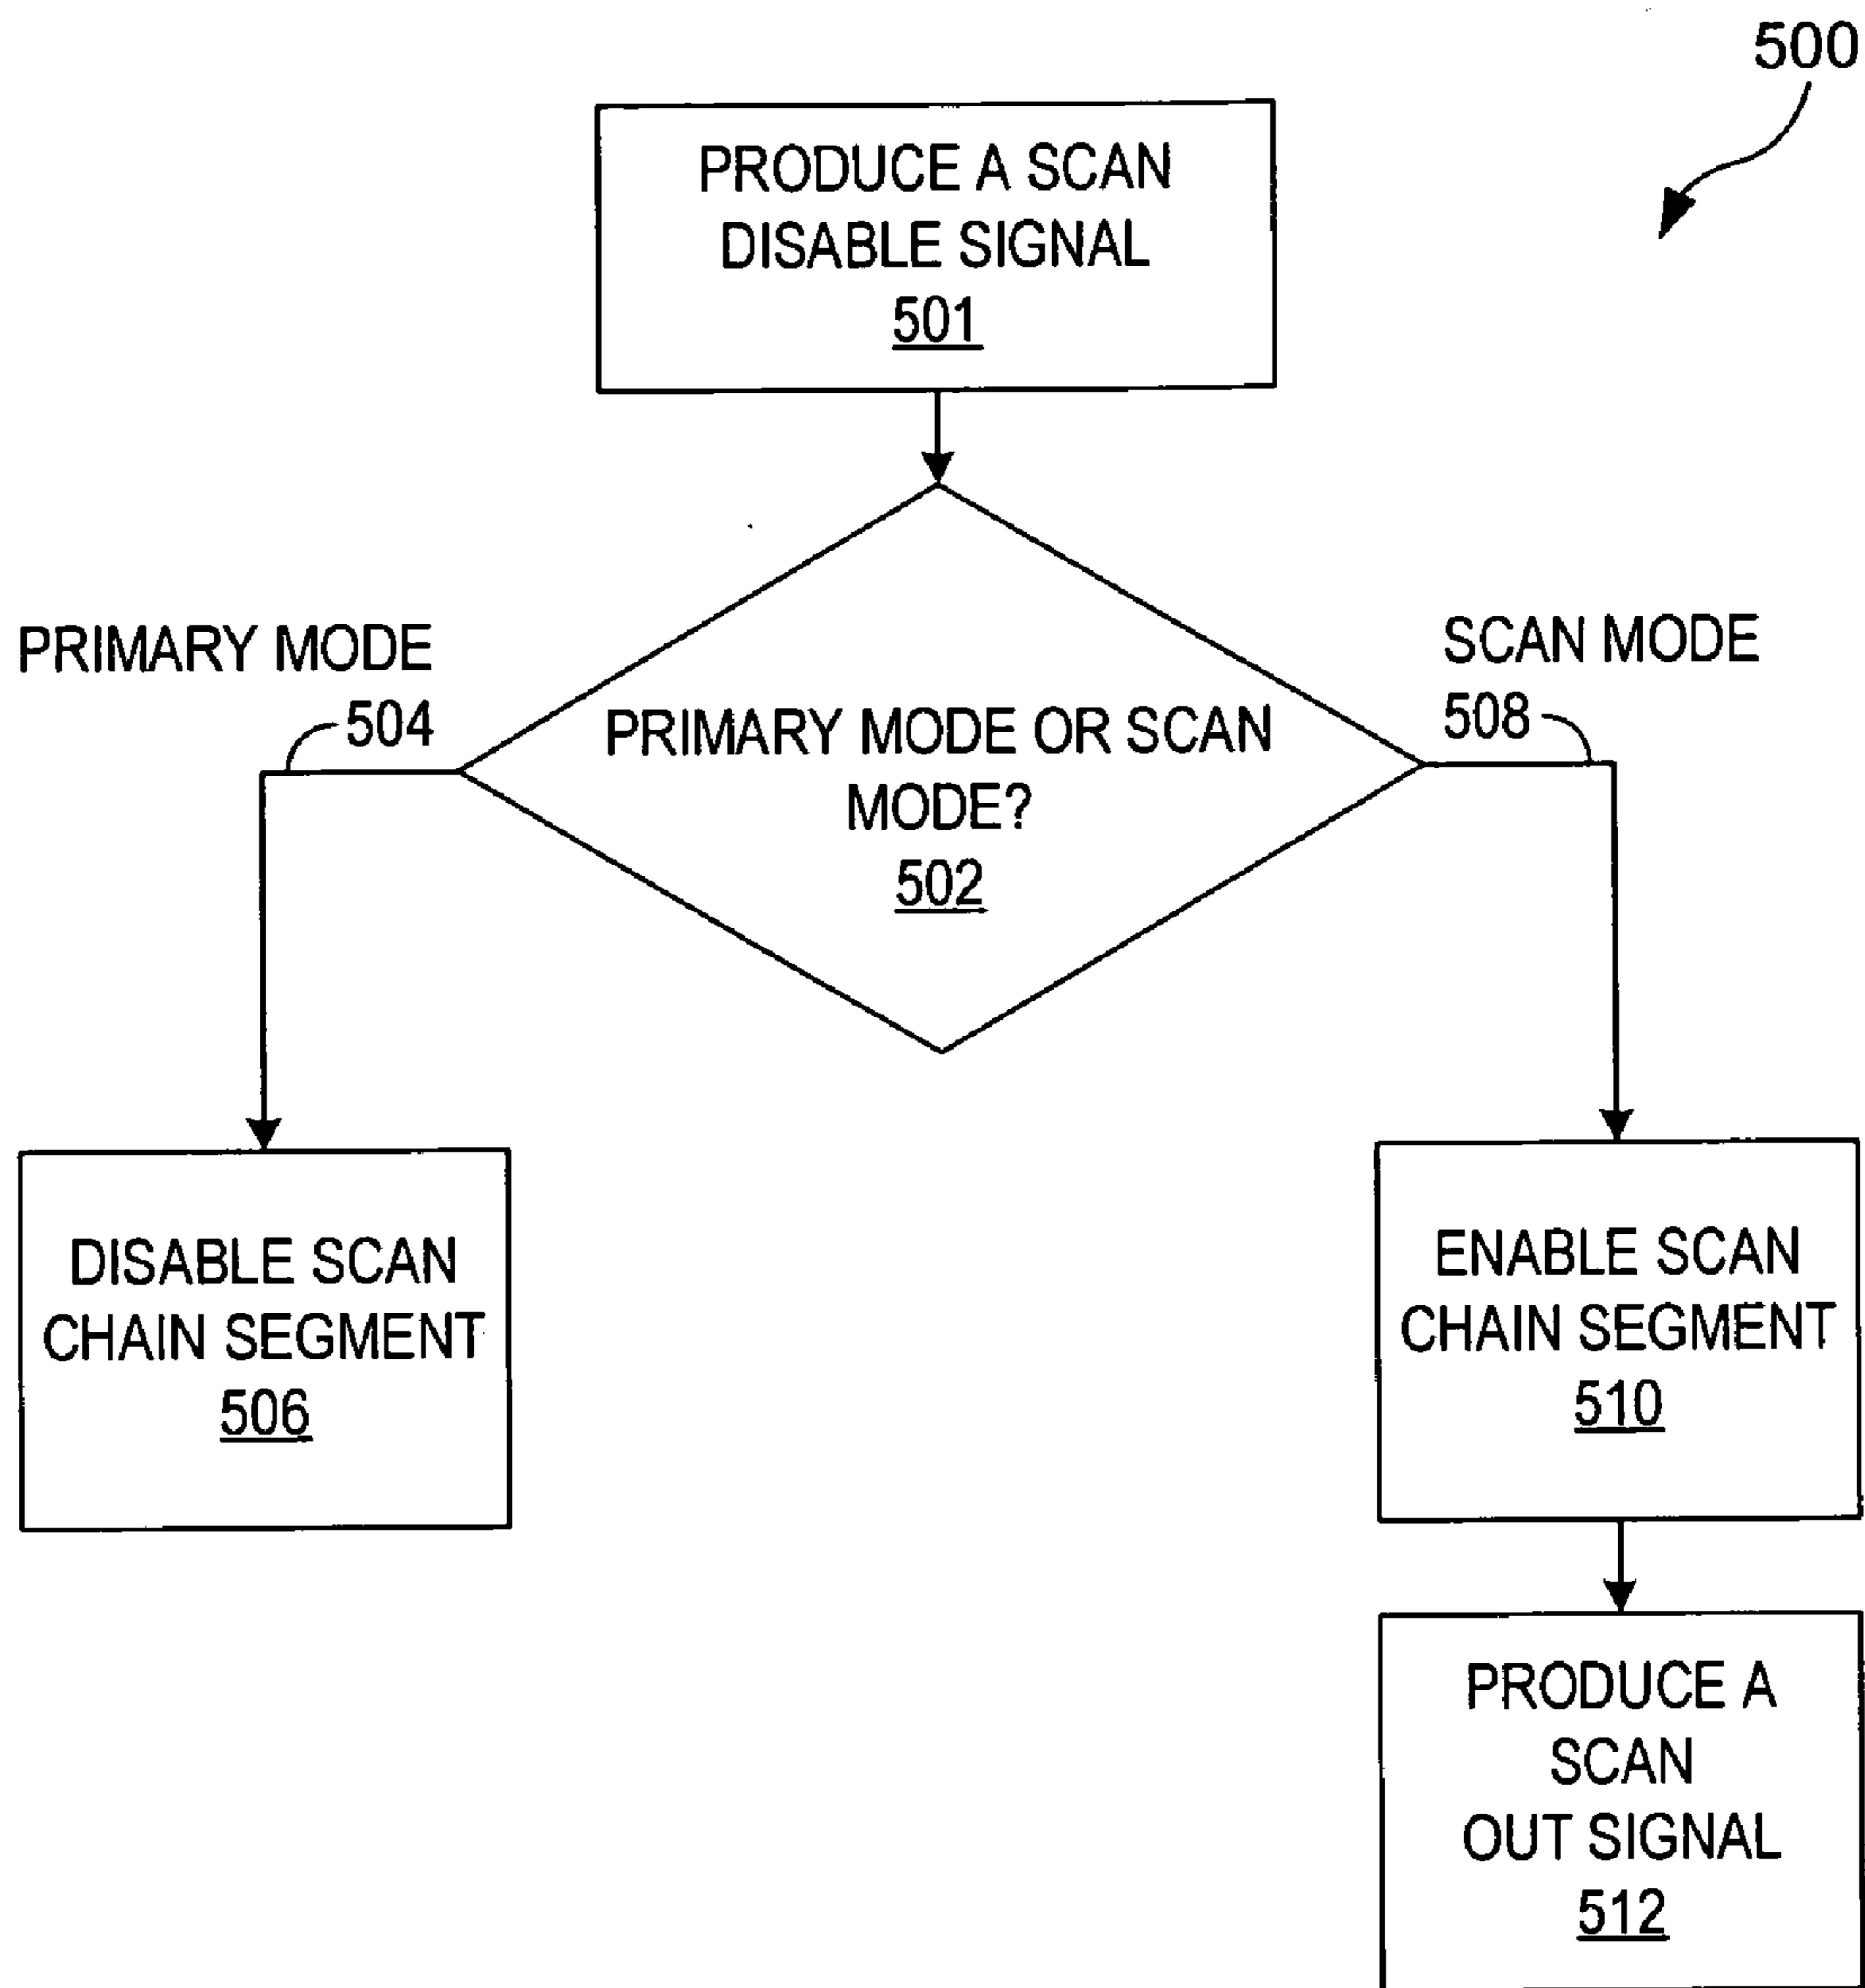 500
PRODUCE A SCAN
DISABLE SIGNAL
501
PRIMARY MODE
504
PRIMARY MODE OR SCAN
MODE?
502
SCAN MODE
508
DISABLE SCAN
CHAIN SEGMENT
506
ENABLE SCAN
CHAIN SEGMENT
510
PRODUCE A
SCAN
OUT SIGNAL
512